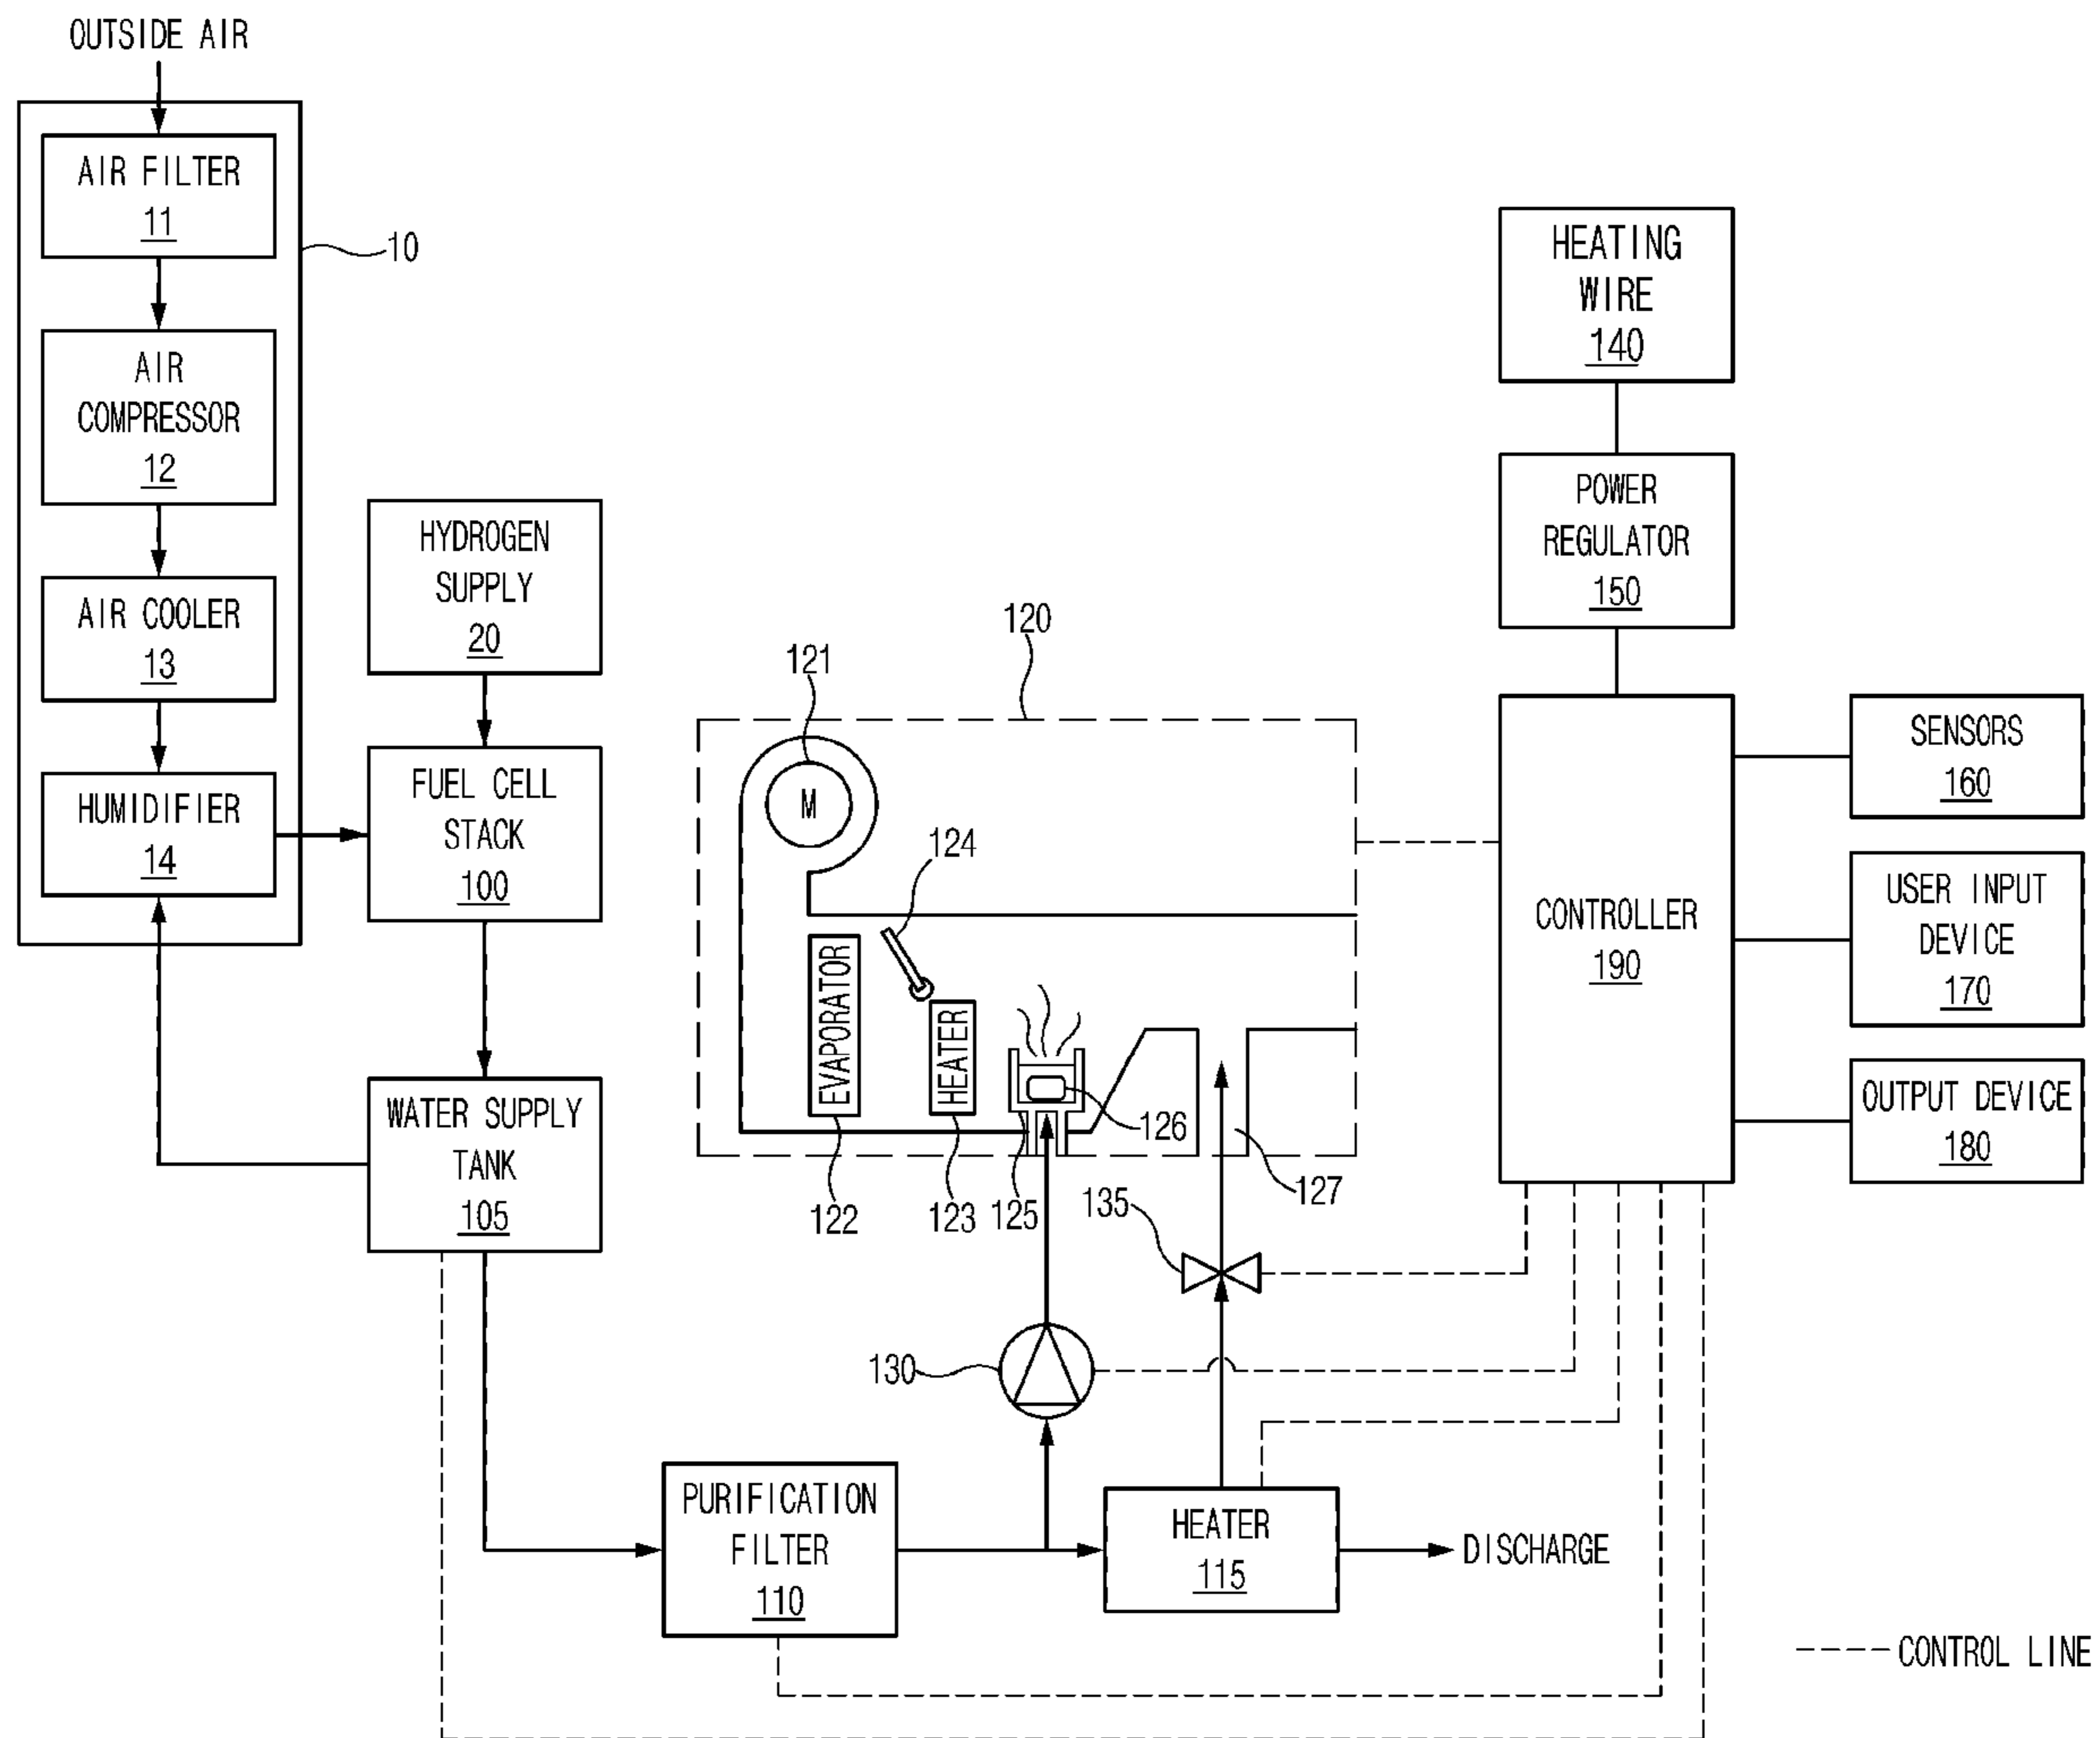 OUTSIDE AIR
AIR FILTER
11
10
AIR
COMPRESSOR
12
AIR COOLER
13
HUMIDIFIER
14
HYDROGEN
SUPPLY
20
FUEL CELL
STACK
100
WATER SUPPLY
TANK
105
120
121
M
124
EVAPORATOR
HEATER
126
122
123
125
127
135
130
PURIFICATION
FILTER
110
HEATER
115
DISCHARGE
HEATING
WIRE
140
POWER
REGULATOR
150
CONTROLLER
190
SENSORS
160
USER INPUT
DEVICE
170
OUTPUT DEVICE
180
CONTROL LINE